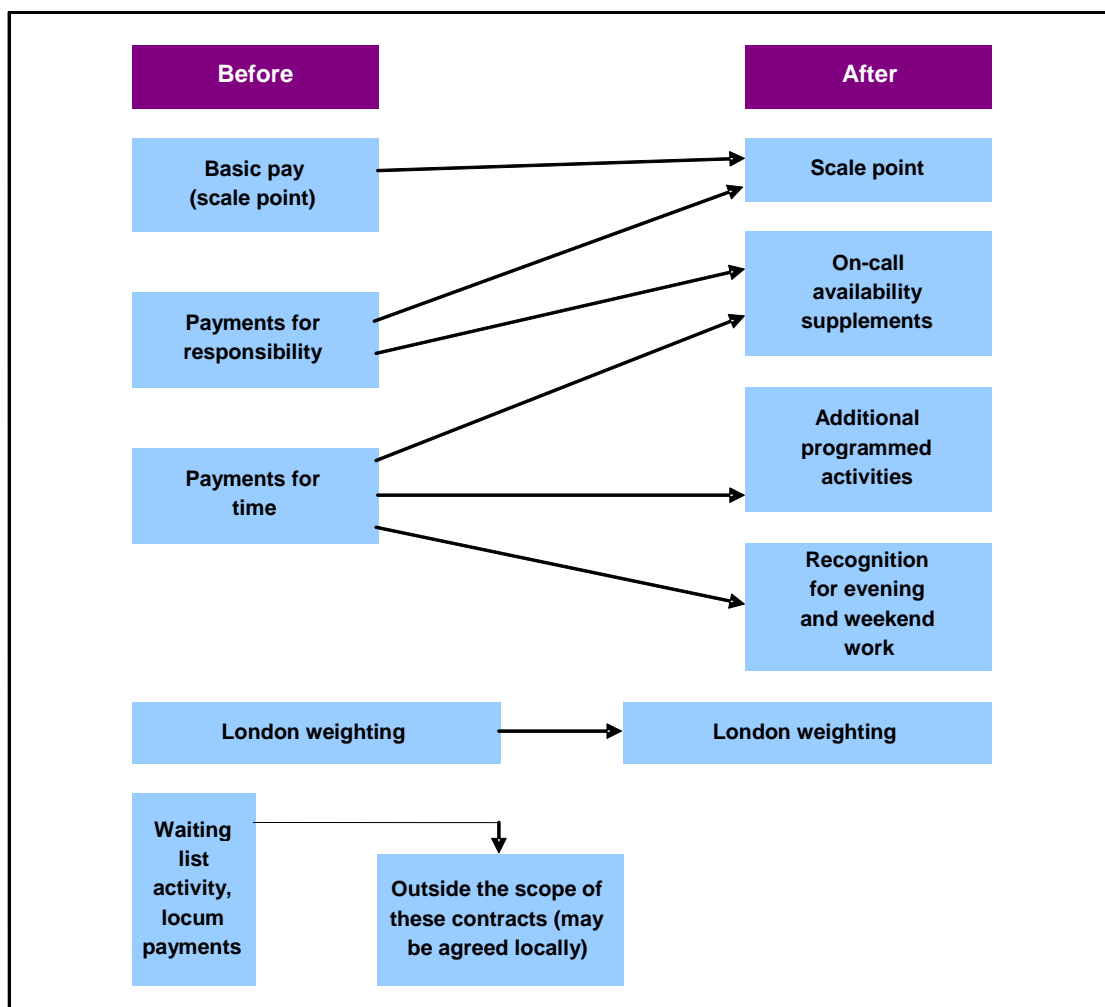 Before
After
Basic pay
(scale point)
Scale point
Payments for
responsibility
On-call
availability
supplements
Payments for
time
Additional
programmed
activities
Recognition
for evening
and weekend
work
London weighting
London weighting
Waiting
list
activity,
locum
payments
Outside the scope of
these contracts (may
be agreed locally)